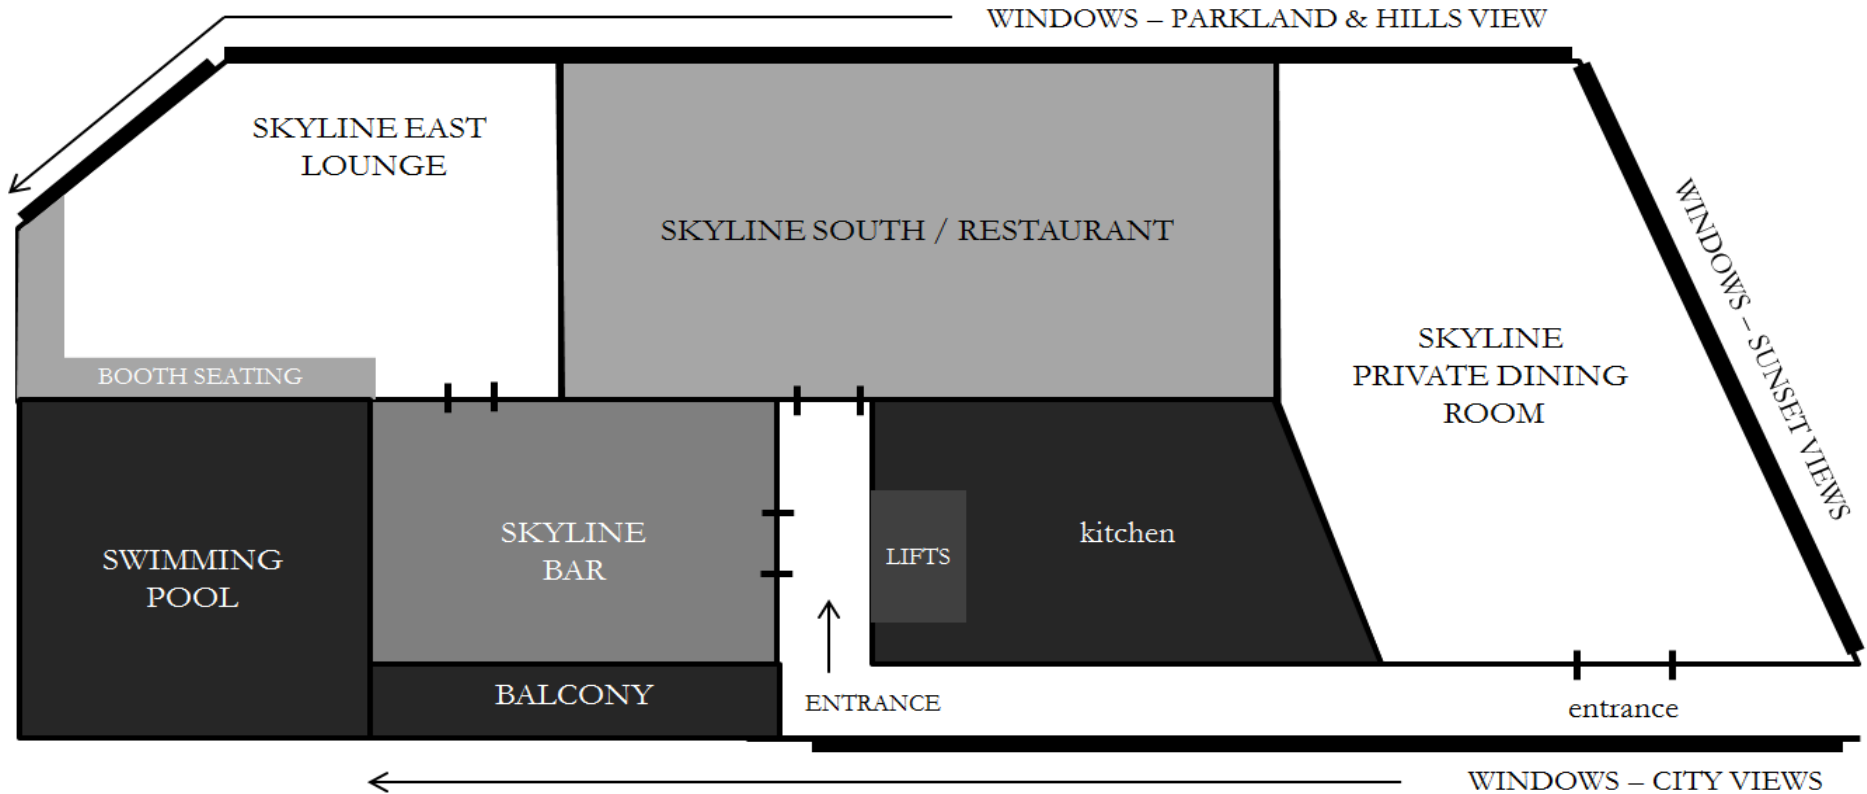 WINDOWS – PARKLAND & HILLS VIEW
SKYLINE EAST
LOUNGE
SKYLINE SOUTH / RESTAURANT
WINDOWS – SUNSET VIEWS
SKYLINE
PRIVATE DINING
ROOM
BOOTH SEATING
SKYLINE
BAR
kitchen
LIFTS
SWIMMING
POOL
BALCONY
ENTRANCE
entrance
WINDOWS – CITY VIEWS